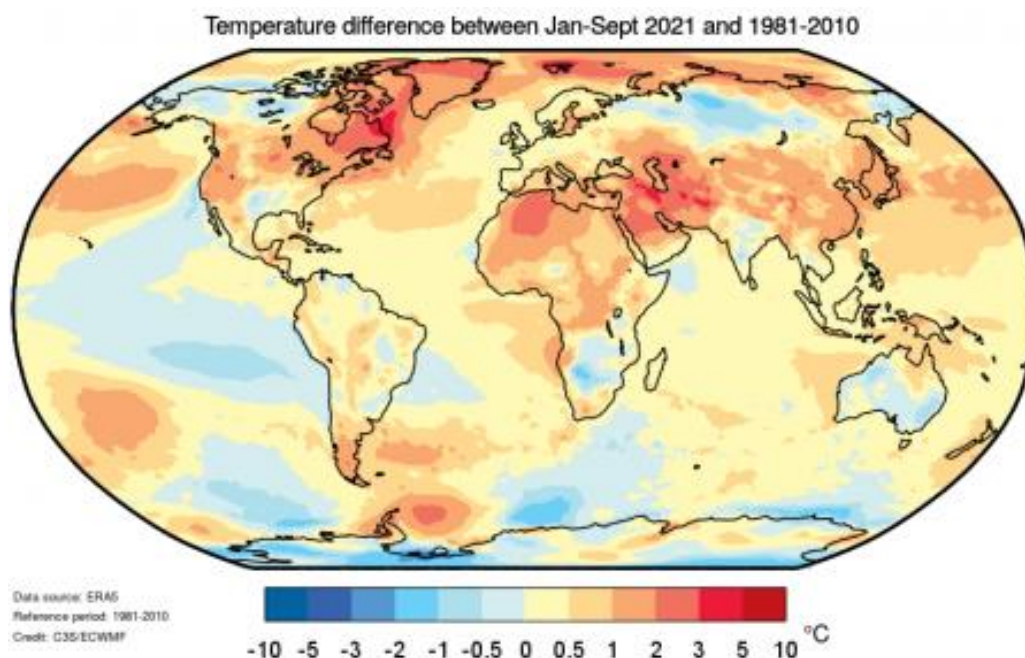 Temperature difference between Jan-Sept 2021 and 1981-2010
Data source: ERA5
Reference period: 1981-2010
Credit: C3S/ECWMF
-10 -5 -3 -2 -1 -0.5 0 0.5 1 2 3 5 10 °C